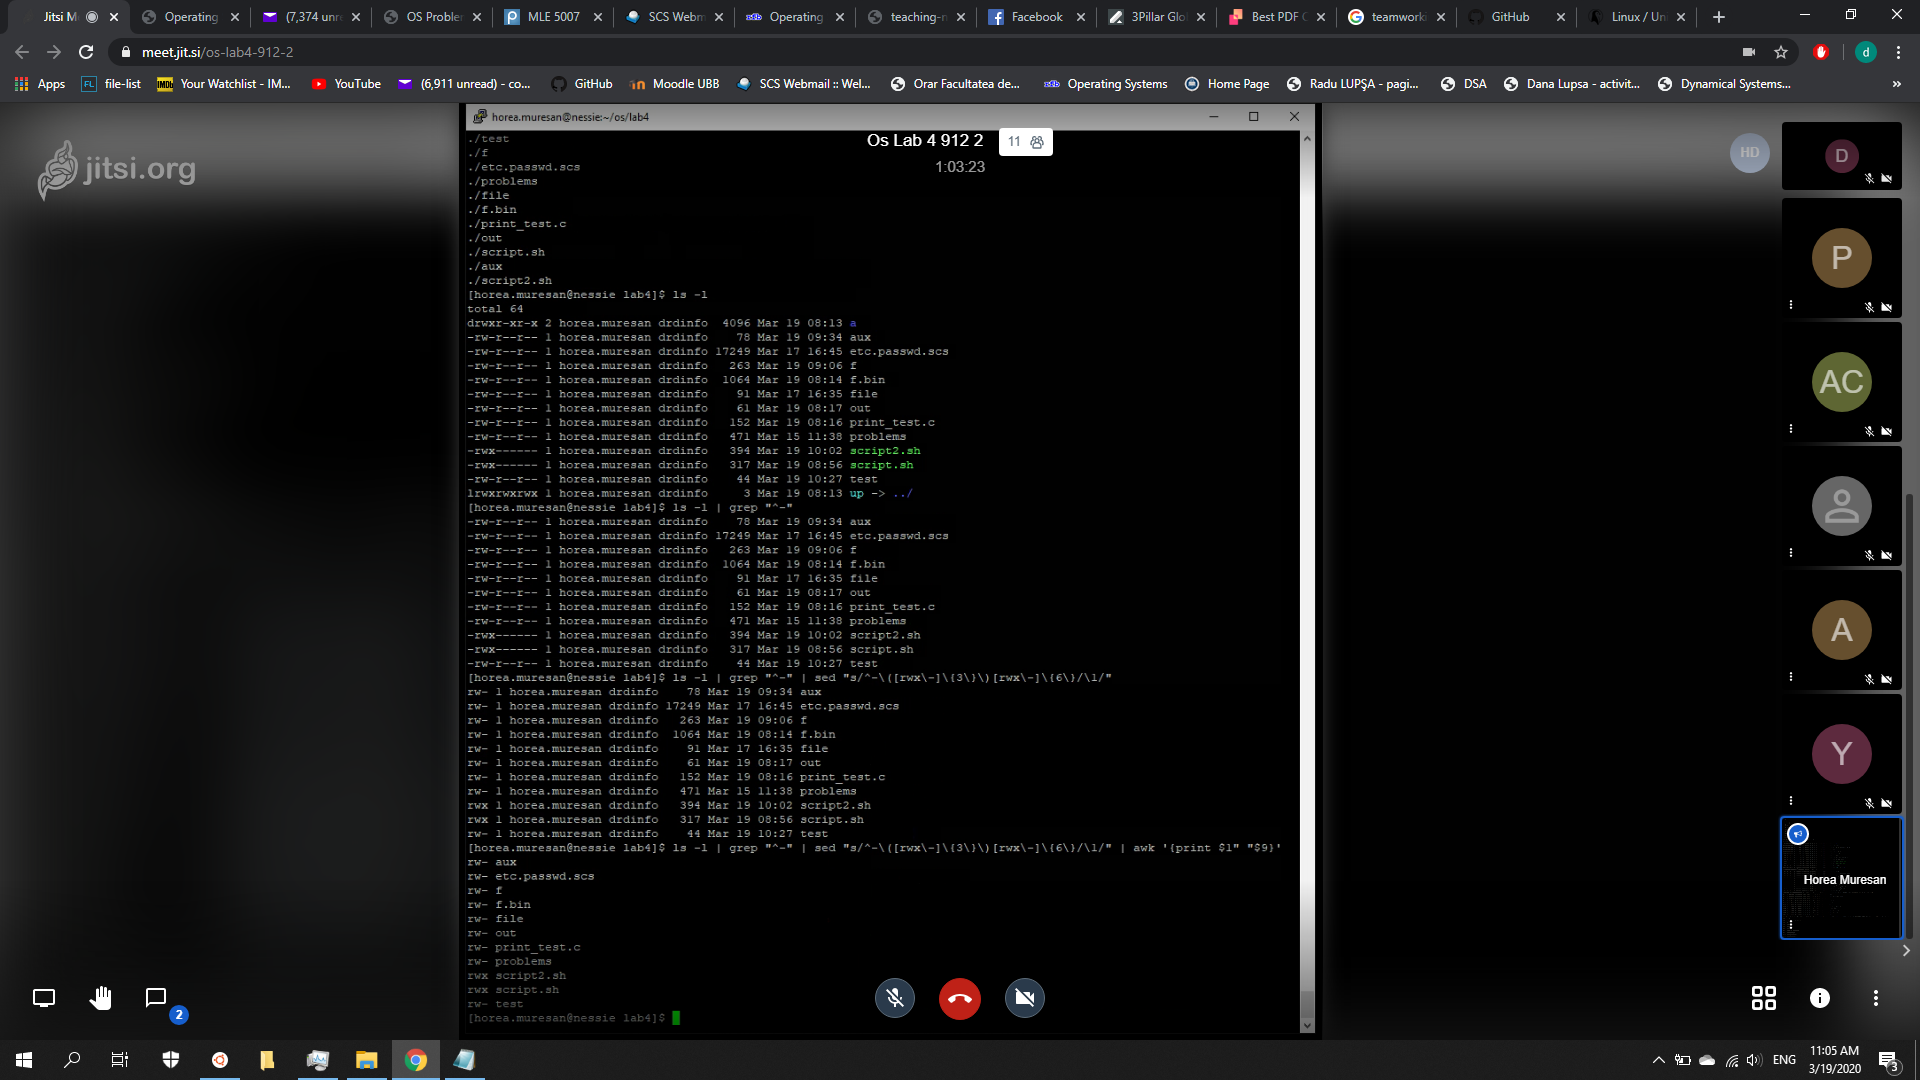 Jitsi M
Operating
(7,374 unr
OS Probler
MLE 5007
SCS Webm
Operating
teaching-n
Facebook
3Pillar Glo
Best PDF C
teamwork
GitHub
Linux / Un
meet.jit.si/os-lab4-912-2
d
Apps
file-list
Your Watchlist - IM...
YouTube
(6,911 unread) - co...
GitHub
Moodle UBB
SCS Webmail :: Wel...
Orar Facultatea de...
Operating Systems
Home Page
Radu LUPŞA - pagi...
DSA
Dana Lupsa - activit...
Dynamical Systems...
»
jitsi.org
horea.muresan@nessie:~/os/lab4
Os Lab 4 912 2
11
1:03:23
./test
./f
./etc.passwd.scs
./problems
./file
./f.bin
./print_test.c
./out
./script.sh
./aux
./script2.sh
[horea.muresan@nessie lab4]$ ls -l
total 64
drwxr-xr-x 2 horea.muresan drdinfo  4096 Mar 19 08:13 a
-rw-r--r-- 1 horea.muresan drdinfo    78 Mar 19 09:34 aux
-rw-r--r-- 1 horea.muresan drdinfo 17249 Mar 17 16:45 etc.passwd.scs
-rw-r--r-- 1 horea.muresan drdinfo   263 Mar 19 09:06 f
-rw-r--r-- 1 horea.muresan drdinfo  1064 Mar 19 08:14 f.bin
-rw-r--r-- 1 horea.muresan drdinfo    91 Mar 17 16:35 file
-rw-r--r-- 1 horea.muresan drdinfo    61 Mar 19 08:17 out
-rw-r--r-- 1 horea.muresan drdinfo   152 Mar 19 08:16 print_test.c
-rw-r--r-- 1 horea.muresan drdinfo   471 Mar 15 11:38 problems
-rwx------ 1 horea.muresan drdinfo   394 Mar 19 10:02 script2.sh
-rwx------ 1 horea.muresan drdinfo   317 Mar 19 08:56 script.sh
-rw-r--r-- 1 horea.muresan drdinfo    44 Mar 19 10:27 test
lrwxrwxrwx 1 horea.muresan drdinfo     3 Mar 19 08:13 up -> ../
[horea.muresan@nessie lab4]$ ls -l | grep "^-"
-rw-r--r-- 1 horea.muresan drdinfo    78 Mar 19 09:34 aux
-rw-r--r-- 1 horea.muresan drdinfo 17249 Mar 17 16:45 etc.passwd.scs
-rw-r--r-- 1 horea.muresan drdinfo   263 Mar 19 09:06 f
-rw-r--r-- 1 horea.muresan drdinfo  1064 Mar 19 08:14 f.bin
-rw-r--r-- 1 horea.muresan drdinfo    91 Mar 17 16:35 file
-rw-r--r-- 1 horea.muresan drdinfo    61 Mar 19 08:17 out
-rw-r--r-- 1 horea.muresan drdinfo   152 Mar 19 08:16 print_test.c
-rw-r--r-- 1 horea.muresan drdinfo   471 Mar 15 11:38 problems
-rwx------ 1 horea.muresan drdinfo   394 Mar 19 10:02 script2.sh
-rwx------ 1 horea.muresan drdinfo   317 Mar 19 08:56 script.sh
-rw-r--r-- 1 horea.muresan drdinfo    44 Mar 19 10:27 test
[horea.muresan@nessie lab4]$ ls -l | grep "^-" | sed "s/^-\([rwx\-]\{3\}\)[rwx\-]\{6\}/\1/"
rw- 1 horea.muresan drdinfo    78 Mar 19 09:34 aux
rw- 1 horea.muresan drdinfo 17249 Mar 17 16:45 etc.passwd.scs
rw- 1 horea.muresan drdinfo   263 Mar 19 09:06 f
rw- 1 horea.muresan drdinfo  1064 Mar 19 08:14 f.bin
rw- 1 horea.muresan drdinfo    91 Mar 17 16:35 file
rw- 1 horea.muresan drdinfo    61 Mar 19 08:17 out
rw- 1 horea.muresan drdinfo   152 Mar 19 08:16 print_test.c
rw- 1 horea.muresan drdinfo   471 Mar 15 11:38 problems
rwx 1 horea.muresan drdinfo   394 Mar 19 10:02 script2.sh
rwx 1 horea.muresan drdinfo   317 Mar 19 08:56 script.sh
rw- 1 horea.muresan drdinfo    44 Mar 19 10:27 test
[horea.muresan@nessie lab4]$ ls -l | grep "^-" | sed "s/^-\([rwx\-]\{3\}\)[rwx\-]\{6\}/\1/" | awk '{print $1" "$9}'
rw- aux
rw- etc.passwd.scs
rw- f
rw- f.bin
rw- file
rw- out
rw- print_test.c
rw- problems
rwx script2.sh
rwx script.sh
rw- test
[horea.muresan@nessie lab4]$
HD
D
P
AC
A
Y
Horea Muresan
2
ENG
11:05 AM
3/19/2020
3